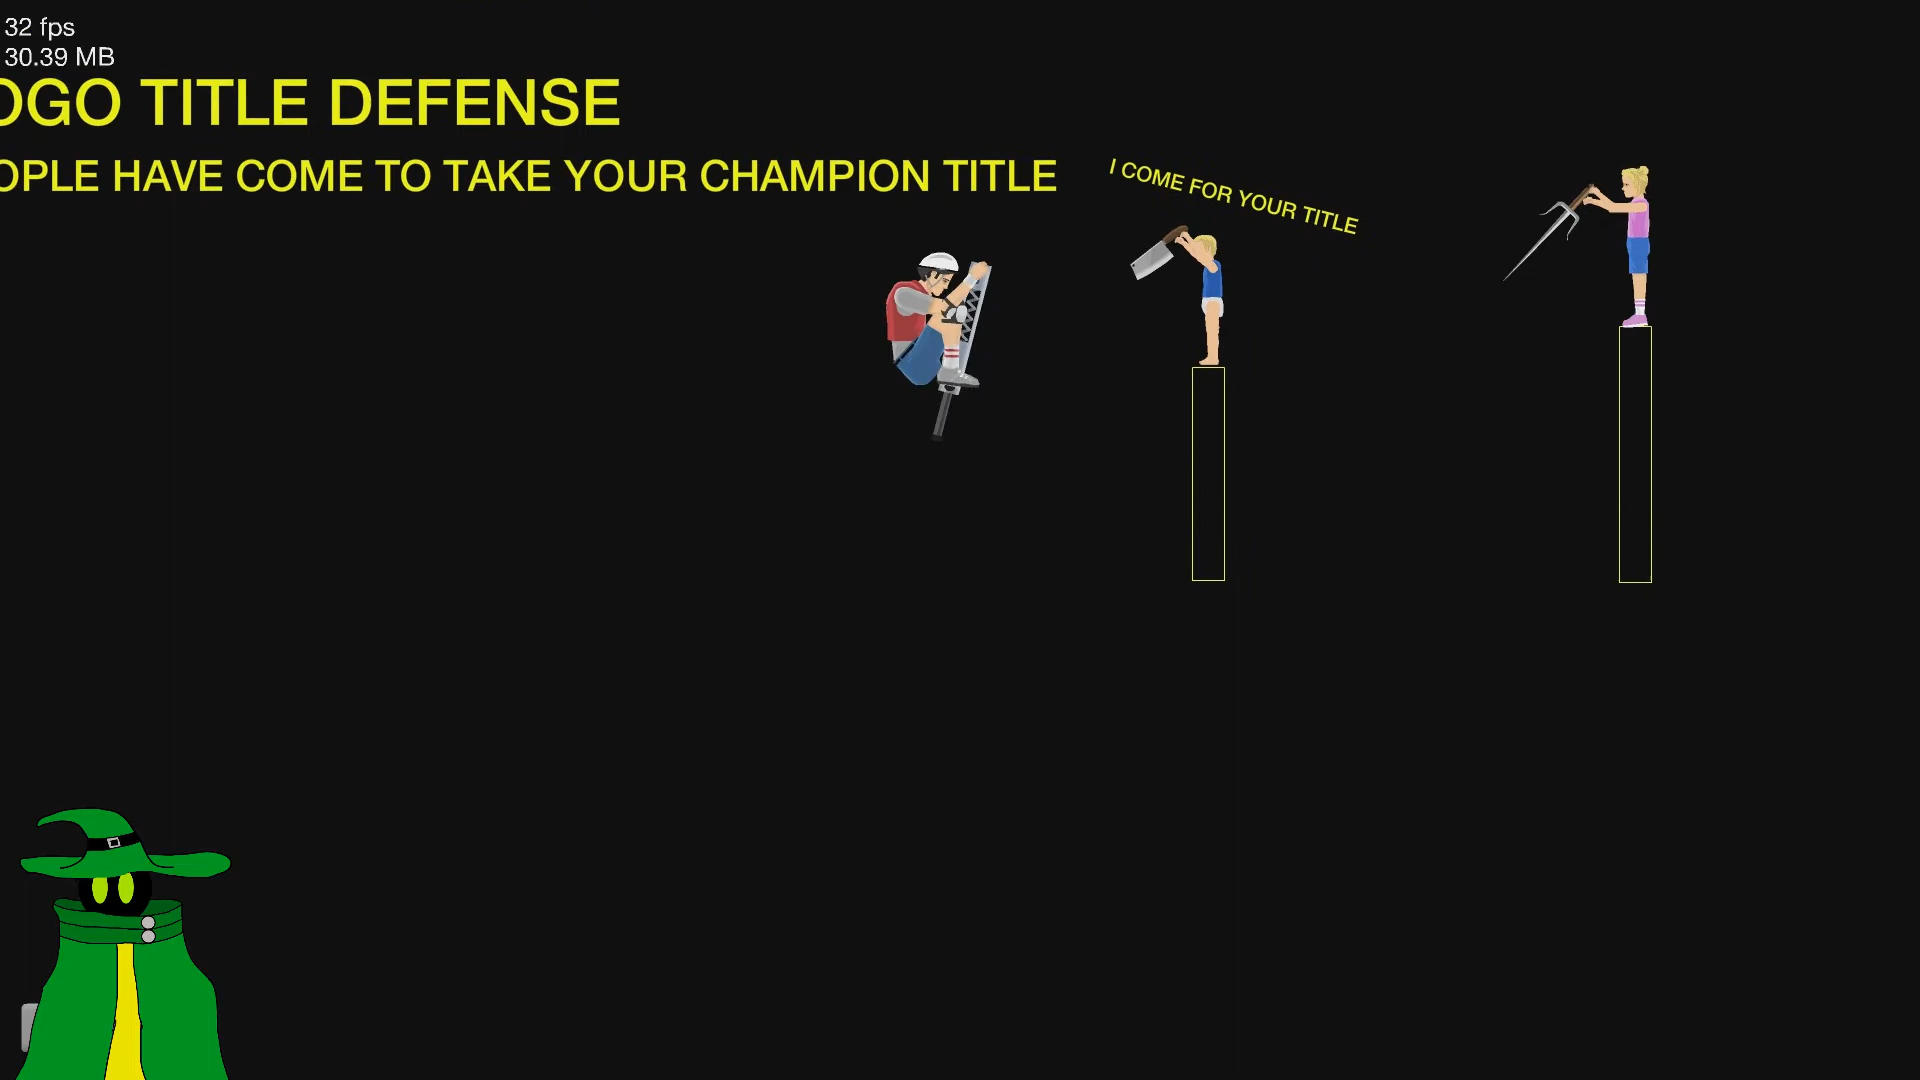 32 fps
30.39 MB
OGO TITLE DEFENSE
OPLE HAVE COME TO TAKE YOUR CHAMPION TITLE
I COME FOR YOUR TITLE